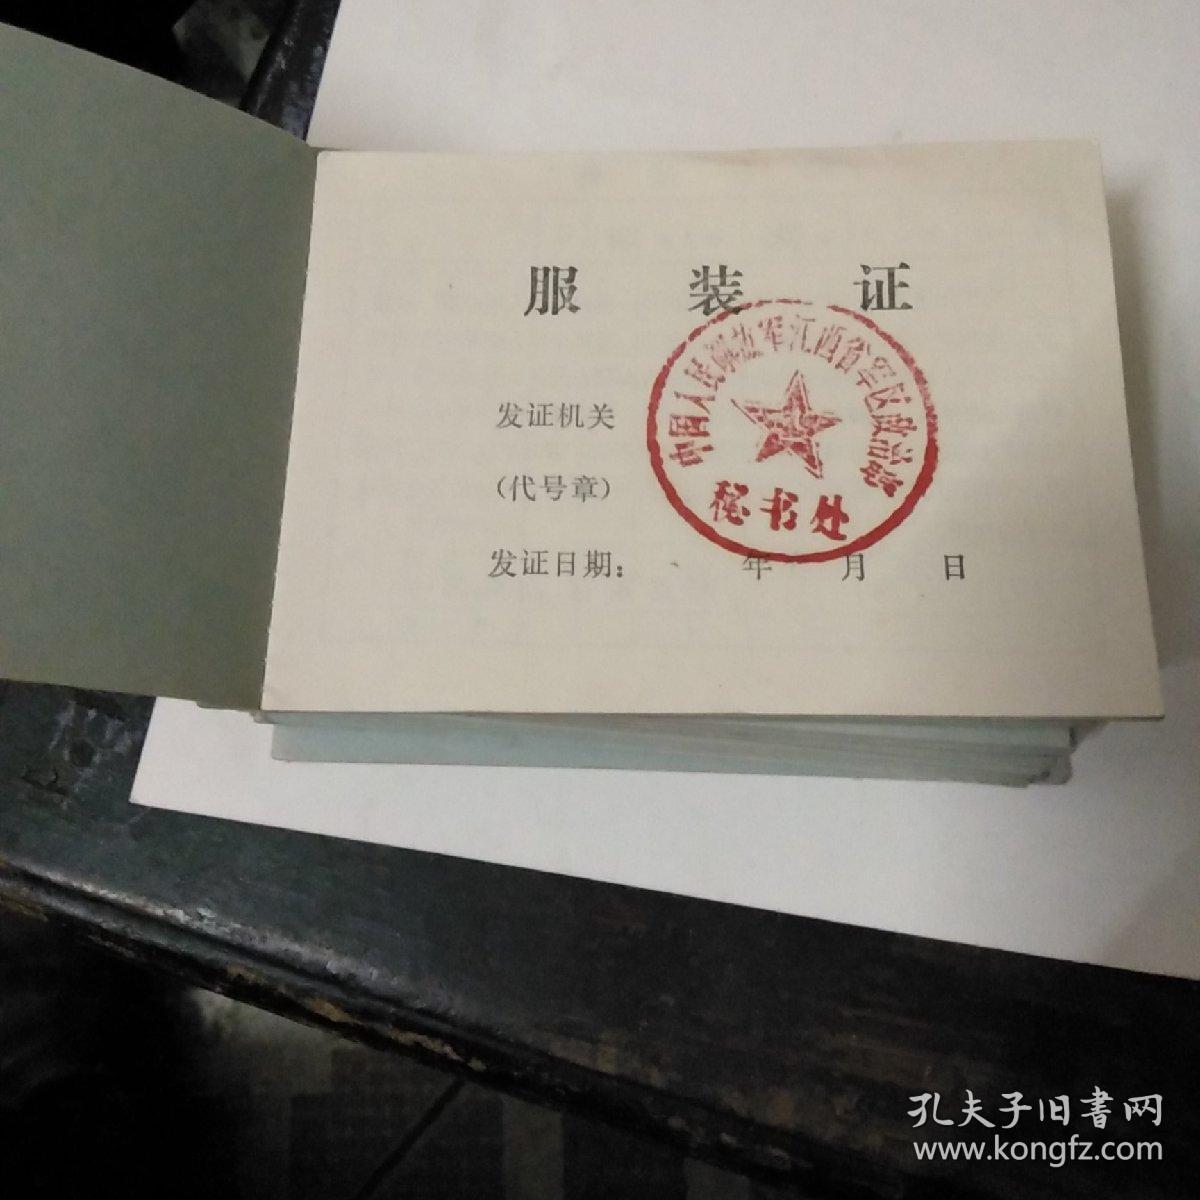 服装证
中国人民解放军江西省军区政治部
秘书处
发证机关
(代号章)
发证日期： 年 月 日
孔夫子旧書网
www.kongfz.com